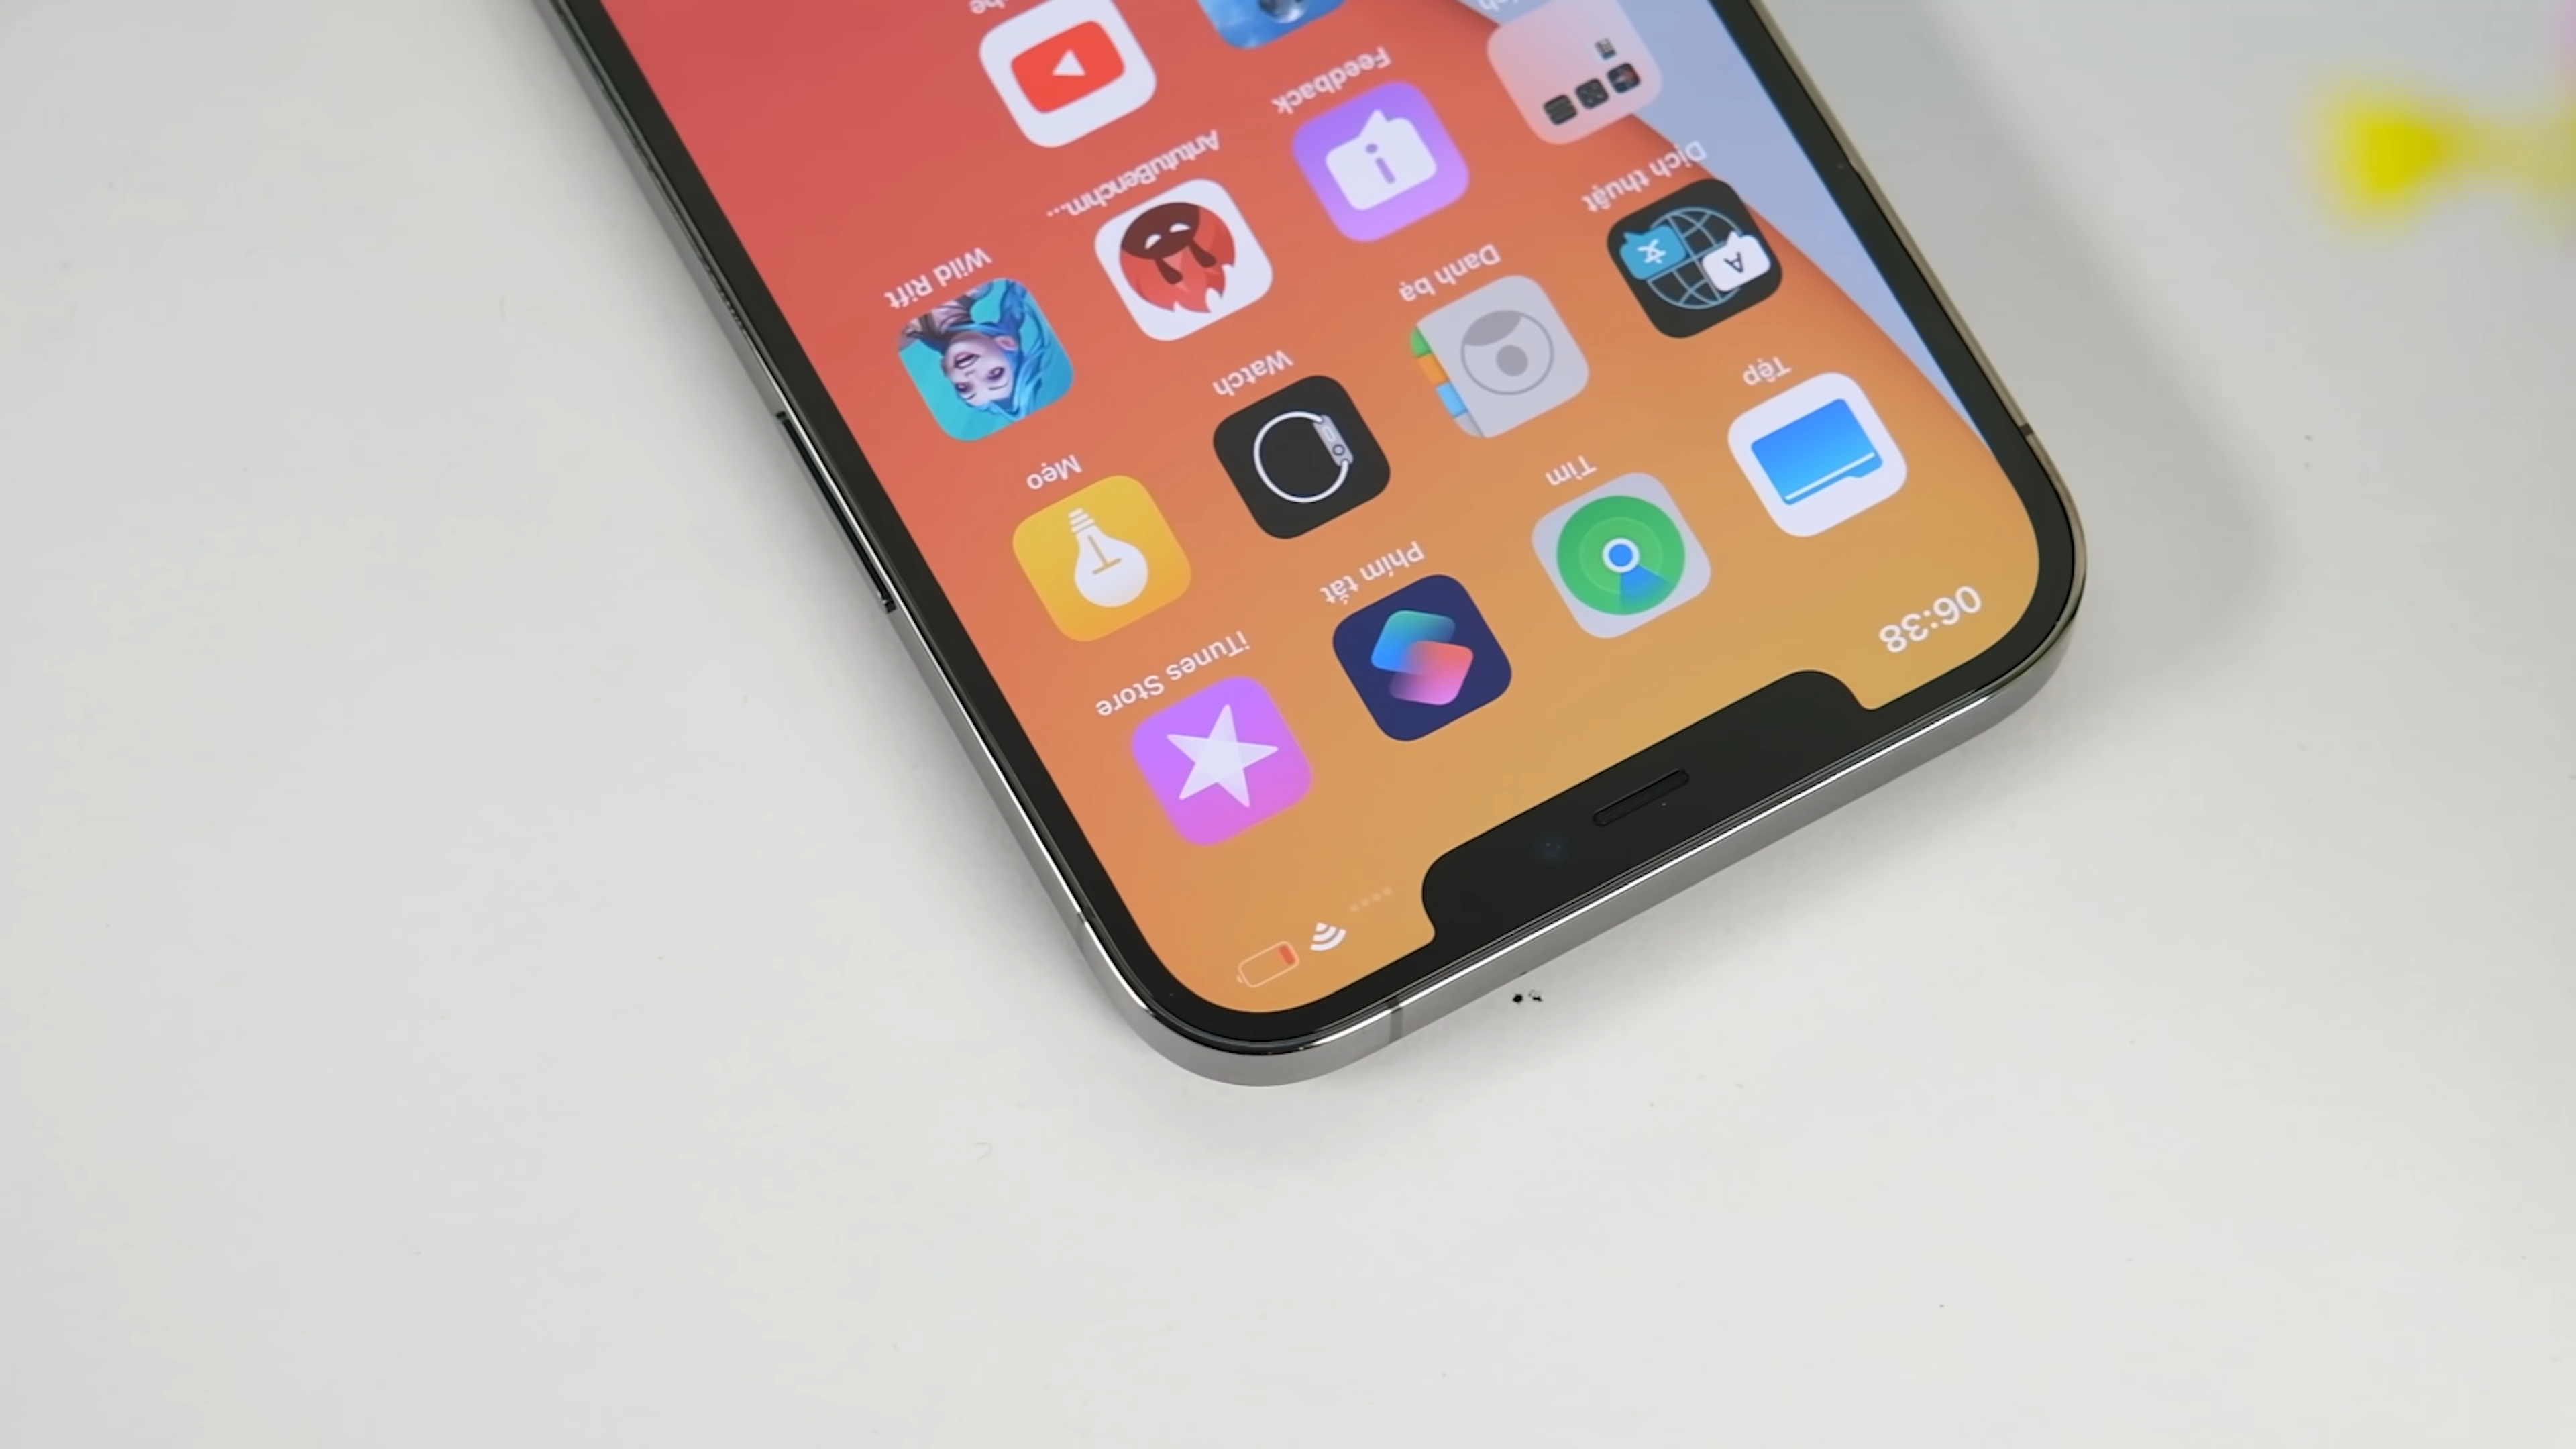 06:38
Tệp
Tìm
Phím tắt
iTunes Store
Dịch thuật
Danh bạ
Watch
Mẹo
Feedback
AntutuBenchm...
Wild Rift